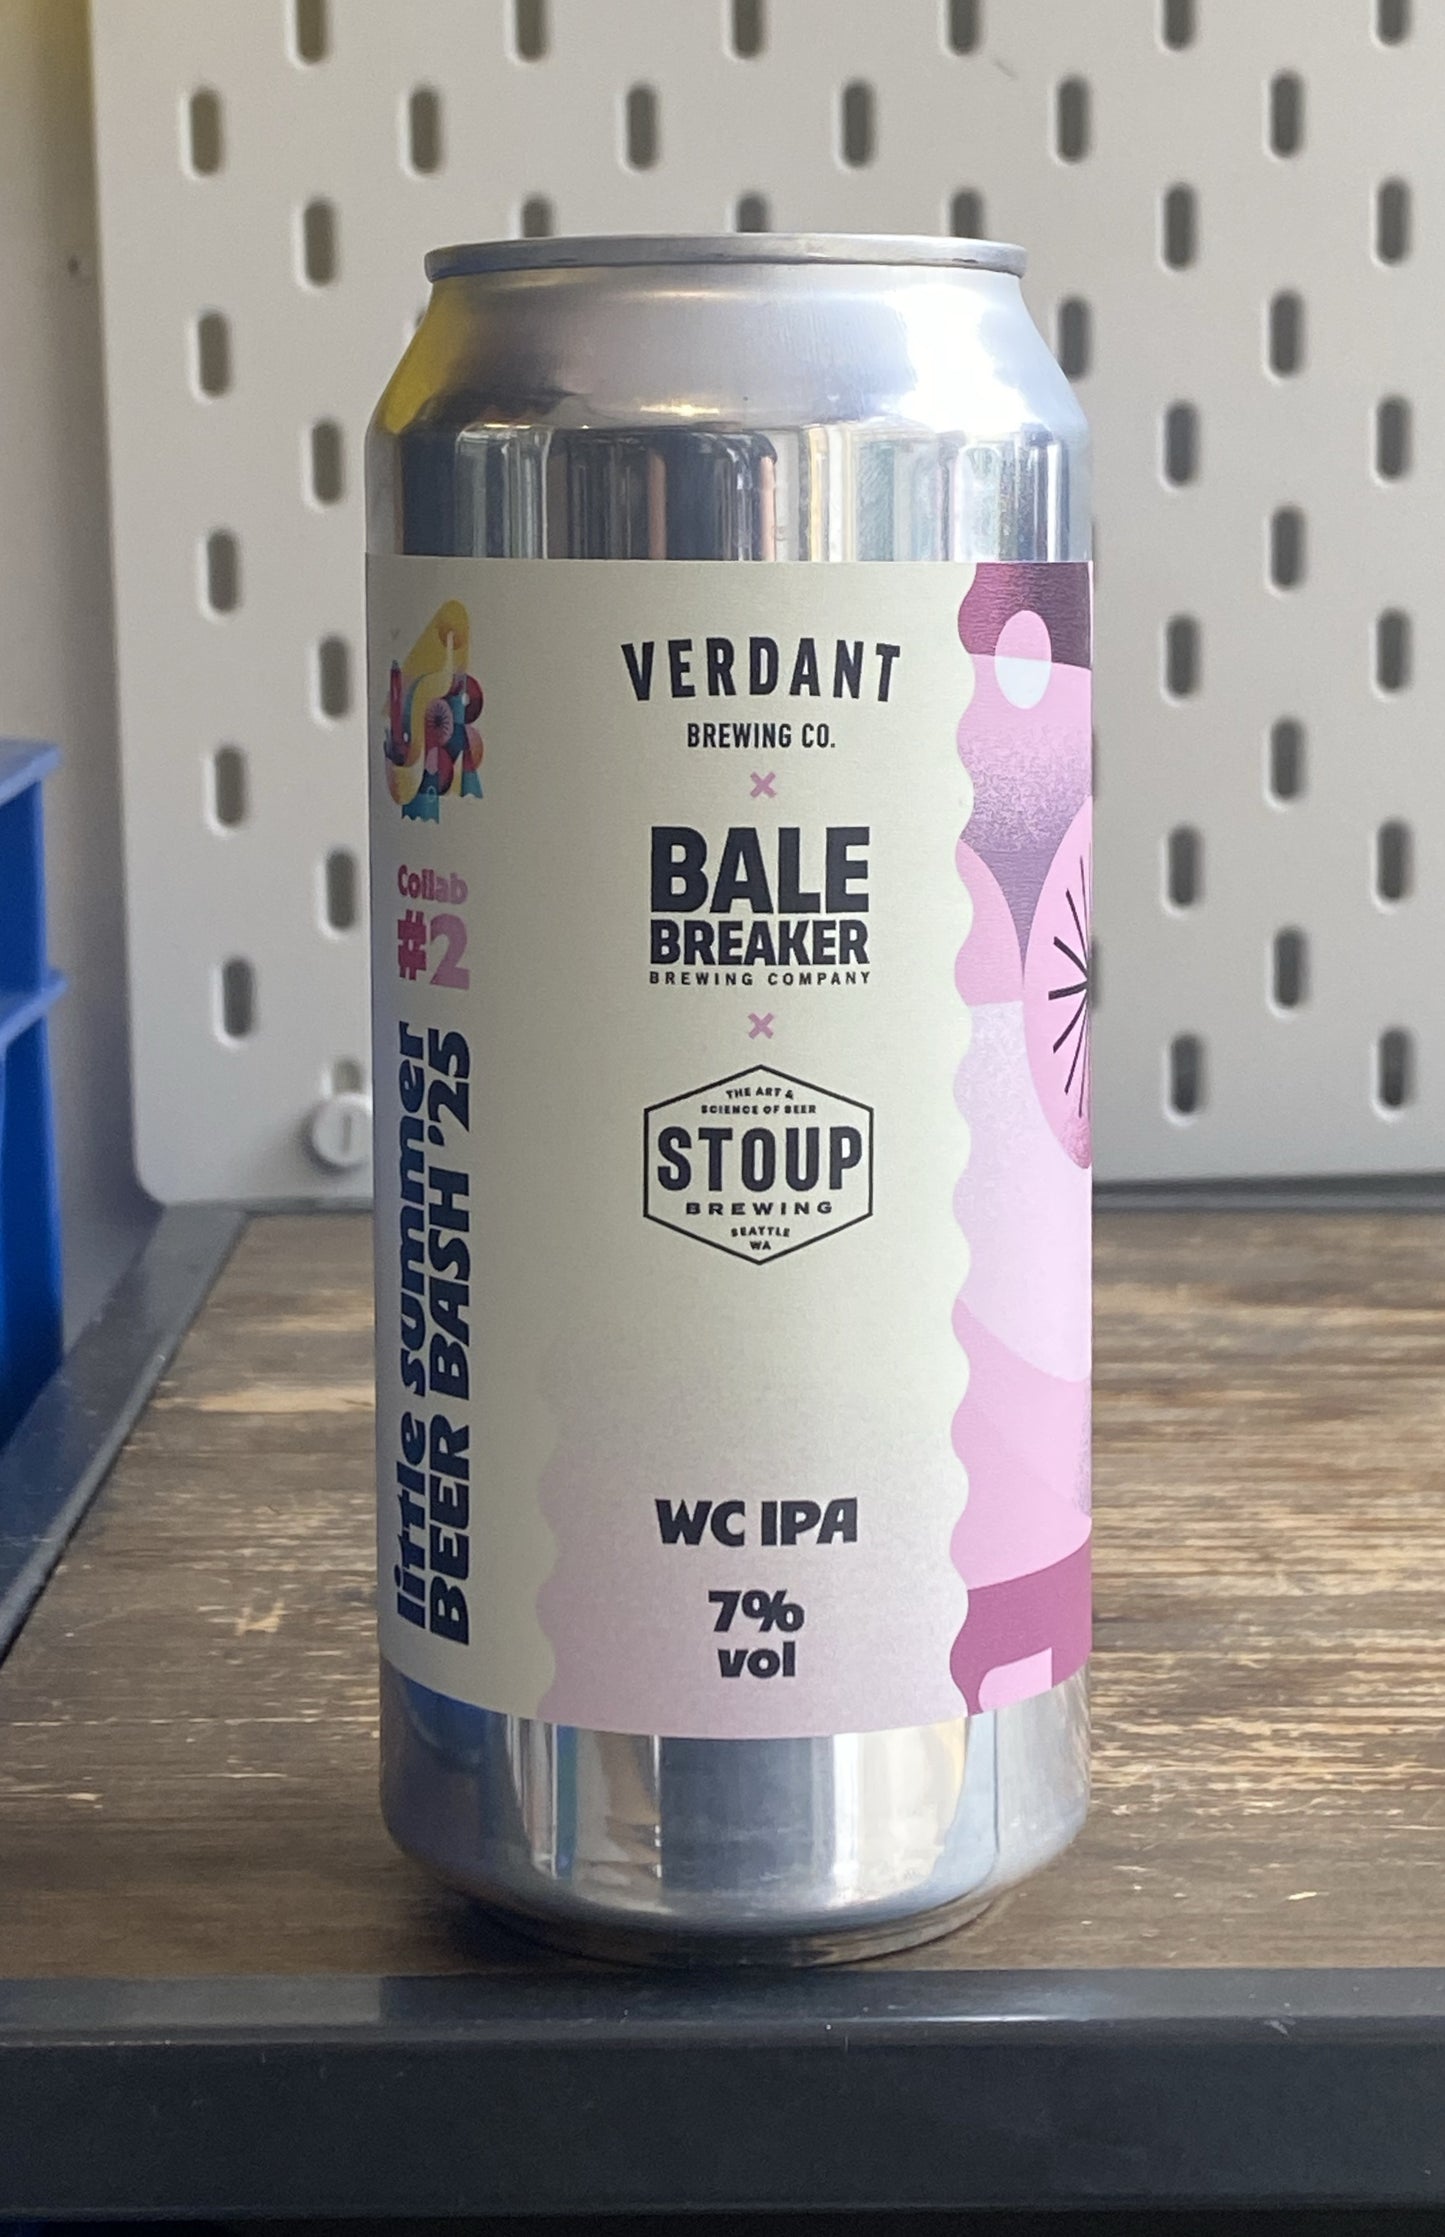 VERDANT
BREWING CO.
×
BALE
BREAKER
BREWING COMPANY
×
THE ART &
SCIENCE OF BEER
STOUP
BREWING
SEATTLE
WA
WC IPA
7%
vol
Collab
#2
little summer
BEER BASH '25